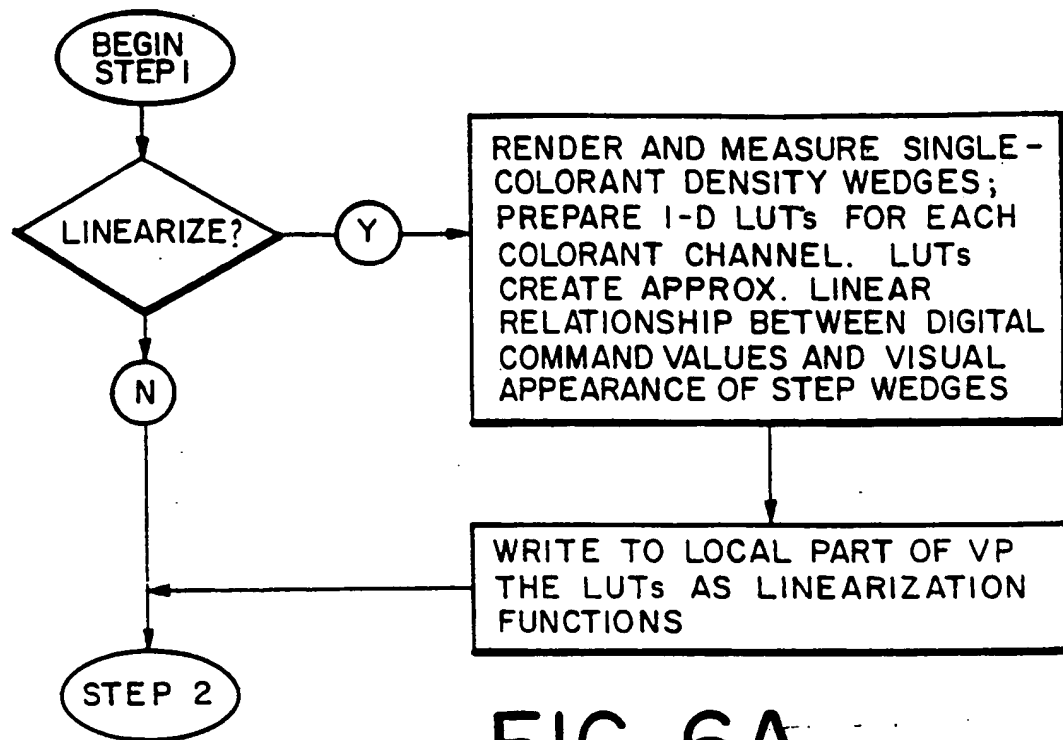 BEGIN
STEP 1
LINEARIZE?
Y
RENDER AND MEASURE SINGLE-
COLORANT DENSITY WEDGES;
PREPARE 1-D LUTs FOR EACH
COLORANT CHANNEL. LUTs
CREATE APPROX. LINEAR
RELATIONSHIP BETWEEN DIGITAL
COMMAND VALUES AND VISUAL
APPEARANCE OF STEP WEDGES
N
WRITE TO LOCAL PART OF VP
THE LUTs AS LINEARIZATION
FUNCTIONS
STEP 2
FIG. 6A